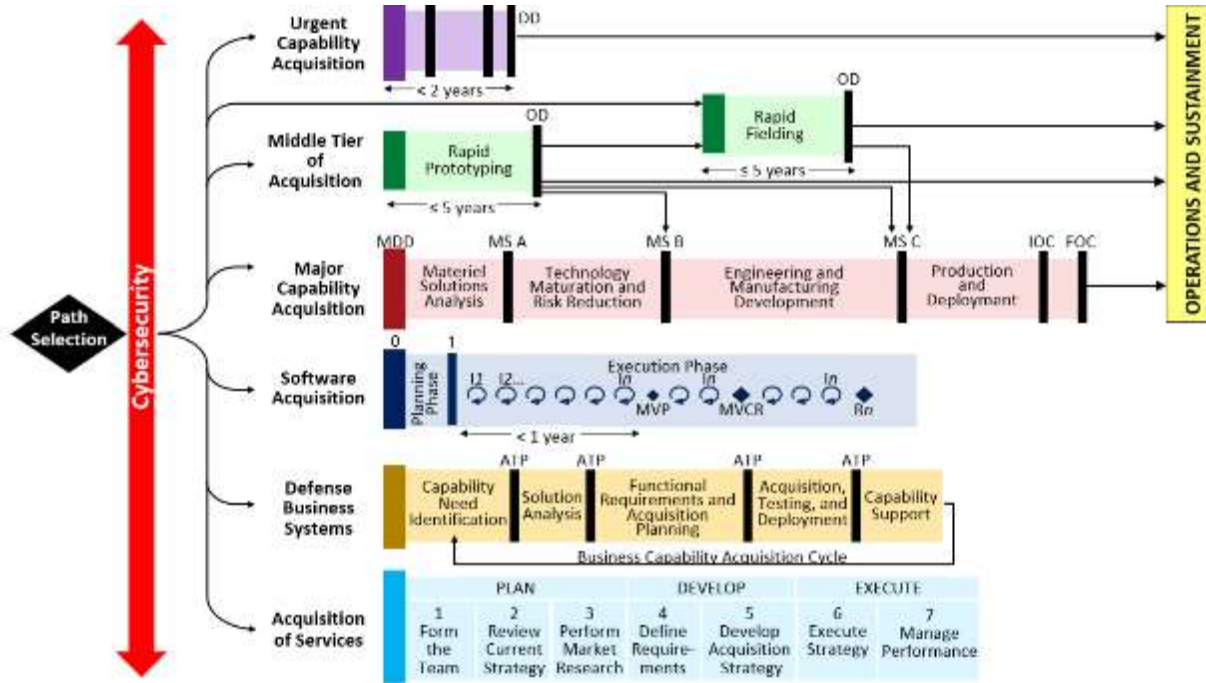 Path
Selection
Cybersecurity
Urgent
Capability
Acquisition
DD
< 2 years
Middle Tier
of
Acquisition
Rapid
Prototyping
OD
≤ 5 years
Rapid
Fielding
OD
≤ 5 years
Major
Capability
Acquisition
MDD
MS A
MS B
MS C
IOC
FOC
Materiel
Solutions
Analysis
Technology
Maturation and
Risk Reduction
Engineering and
Manufacturing
Development
Production
and
Deployment
OPERATIONS AND SUSTAINMENT
Software
Acquisition
0
1
Planning
Phase
Execution Phase
I1
I2...
In
In
In
MVP
MVCR
Rn
< 1 year
Defense
Business
Systems
ATP
ATP
ATP
ATP
Capability
Need
Identification
Solution
Analysis
Functional
Requirements and
Acquisition
Planning
Acquisition,
Testing, and
Deployment
Capability
Support
Business Capability Acquisition Cycle
Acquisition
of Services
PLAN
DEVELOP
EXECUTE
1
Form
the
Team
2
Review
Current
Strategy
3
Perform
Market
Research
4
Define
Require-
ments
5
Develop
Acquisition
Strategy
6
Execute
Strategy
7
Manage
Performance